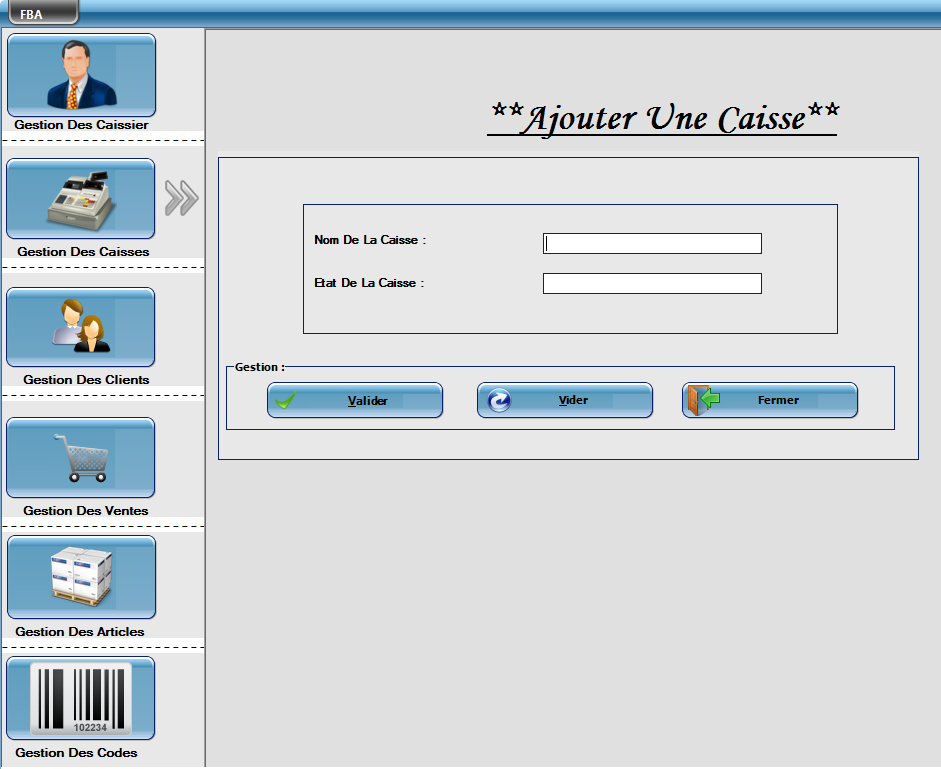 FBA
Gestion Des Caissier
Gestion Des Caisses
Gestion Des Clients
Gestion Des Ventes
Gestion Des Articles
102234
Gestion Des Codes
**Ajouter Une Caisse**
Nom De La Caisse :
Etat De La Caisse :
Gestion :
Valider
Vider
Fermer